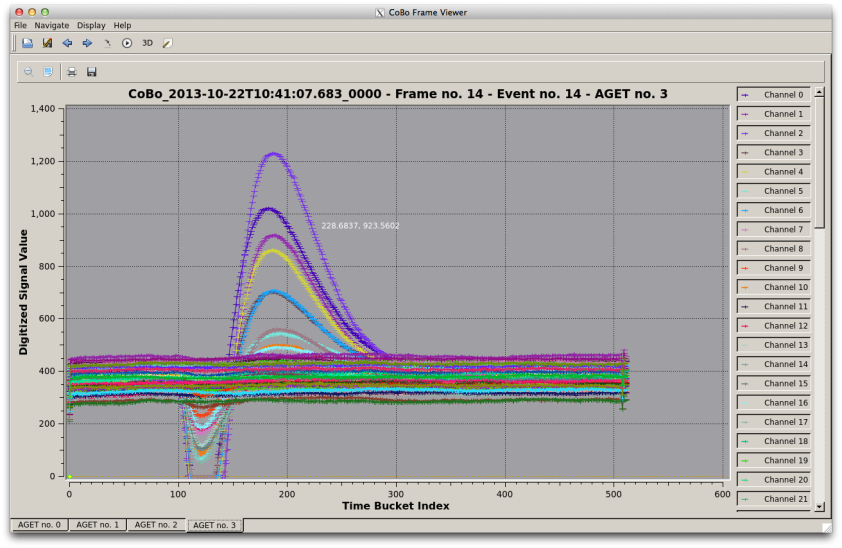 CoBo Frame Viewer
File Navigate Display Help
3D
CoBo_2013-10-22T10:41:07.683_0000 - Frame no. 14 - Event no. 14 - AGET no. 3
1,400
1,200
1,000
800
600
400
200
0
Digitized Signal Value
228.6837, 923.5602
0 100 200 300 400 500 600
Time Bucket Index
Channel 0
Channel 1
Channel 2
Channel 3
Channel 4
Channel 5
Channel 6
Channel 7
Channel 8
Channel 9
Channel 10
Channel 11
Channel 12
Channel 13
Channel 14
Channel 15
Channel 16
Channel 17
Channel 18
Channel 19
Channel 20
Channel 21
AGET no. 0 AGET no. 1 AGET no. 2 AGET no. 3